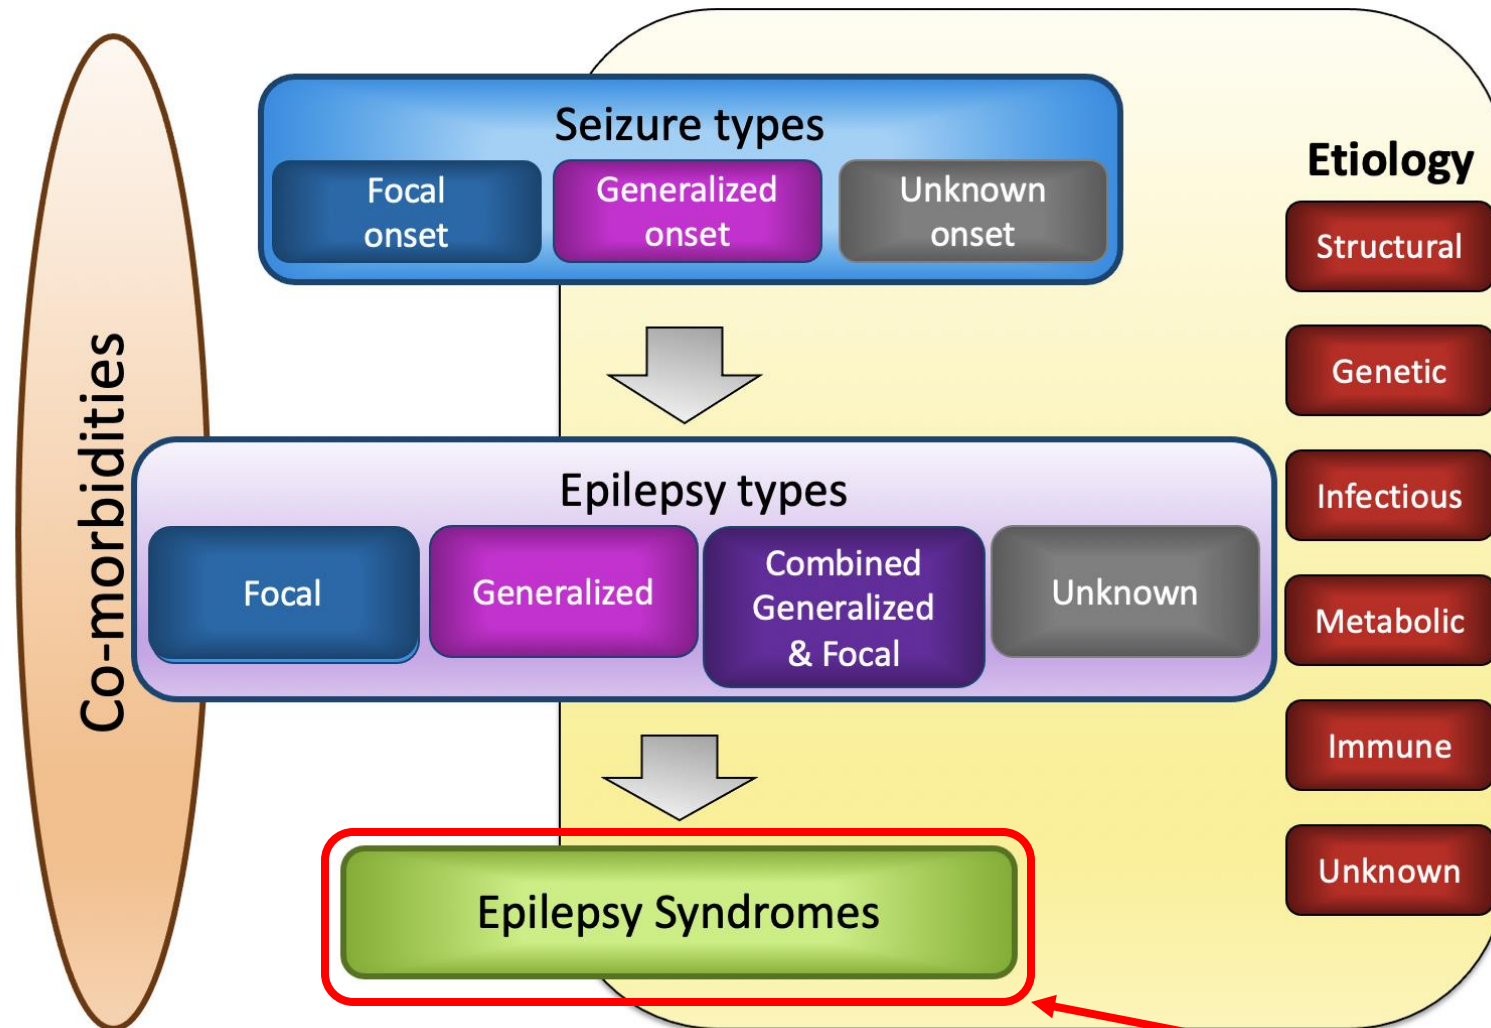 Co-morbidities
Seizure types
Focal
onset
Generalized
onset
Unknown
onset
Epilepsy types
Focal
Generalized
Combined
Generalized
& Focal
Unknown
Epilepsy Syndromes
Etiology
Structural
Genetic
Infectious
Metabolic
Immune
Unknown